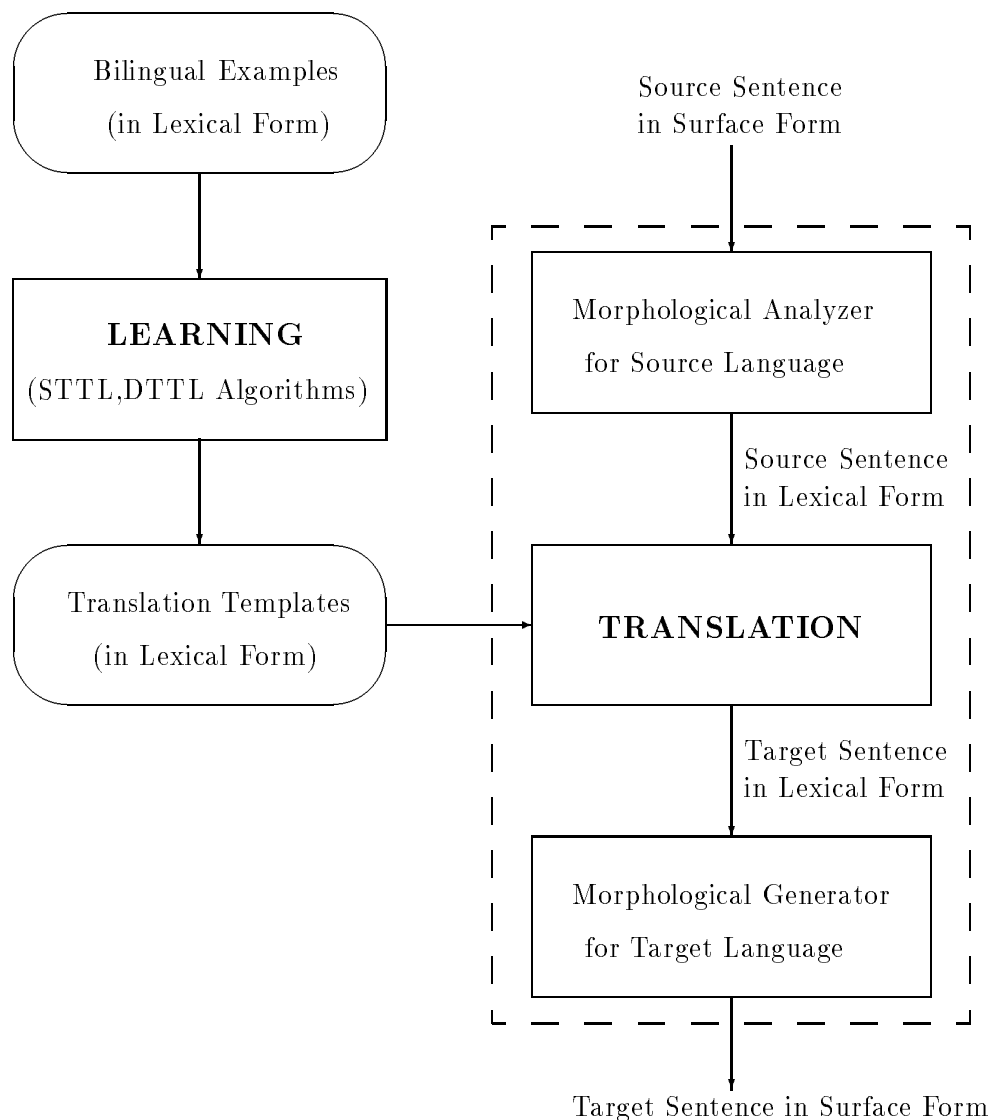 Bilingual Examples
(in Lexical Form)
LEARNING
(STTL,DTTL Algorithms)
Translation Templates
(in Lexical Form)
Source Sentence
in Surface Form
Morphological Analyzer
for Source Language
Source Sentence
in Lexical Form
TRANSLATION
Target Sentence
in Lexical Form
Morphological Generator
for Target Language
Target Sentence in Surface Form